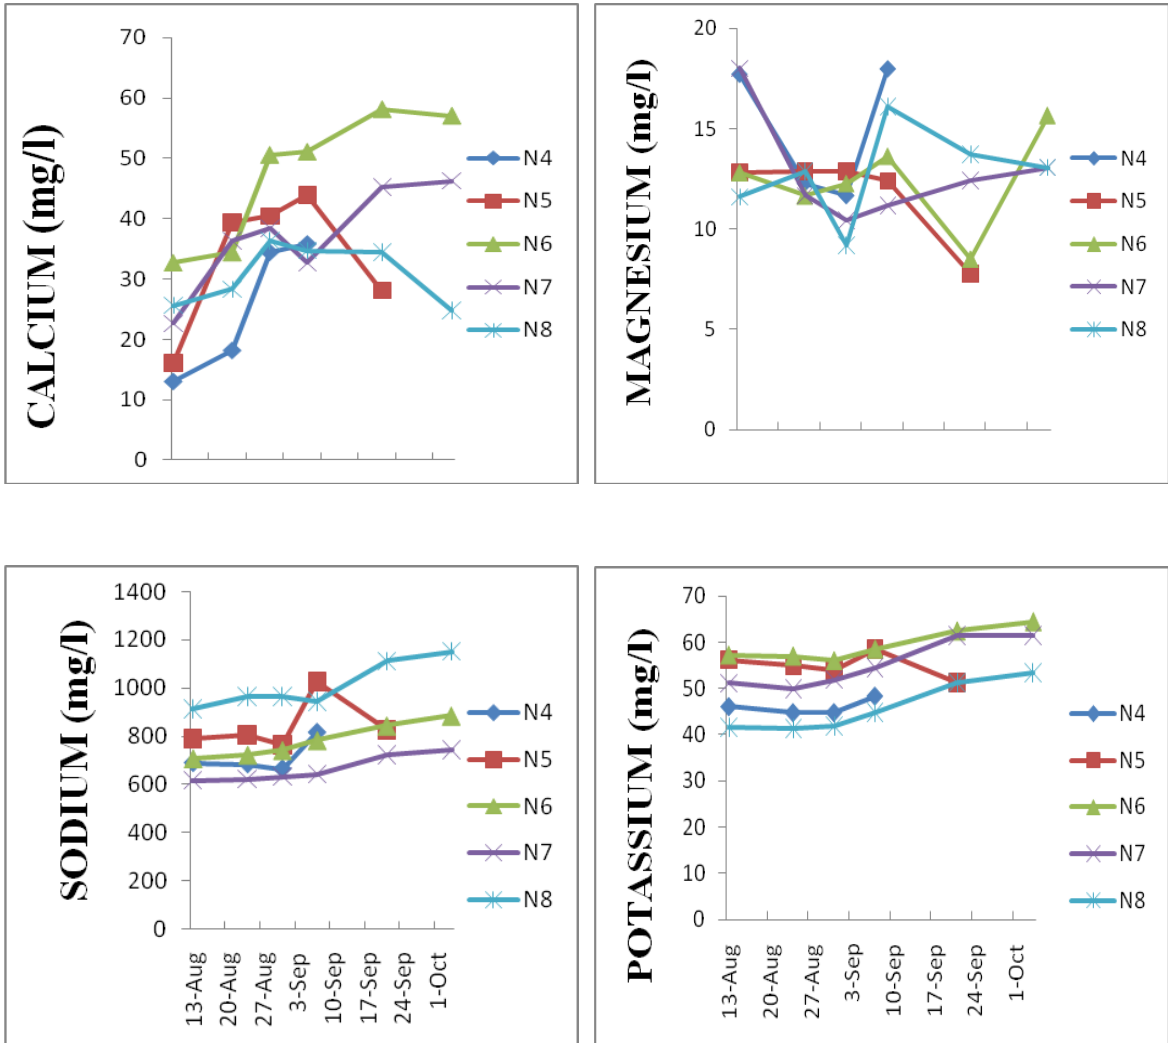 CALCIUM (mg/l)
70
60
50
40
30
20
10
0
N4
N5
N6
N7
N8
MAGNESIUM (mg/l)
20
15
10
5
0
N4
N5
N6
N7
N8
SODIUM (mg/l)
1400
1200
1000
800
600
400
200
0
13-Aug
20-Aug
27-Aug
3-Sep
10-Sep
17-Sep
24-Sep
1-Oct
N4
N5
N6
N7
N8
POTASSIUM (mg/l)
70
60
50
40
30
20
10
0
13-Aug
20-Aug
27-Aug
3-Sep
10-Sep
17-Sep
24-Sep
1-Oct
N4
N5
N6
N7
N8